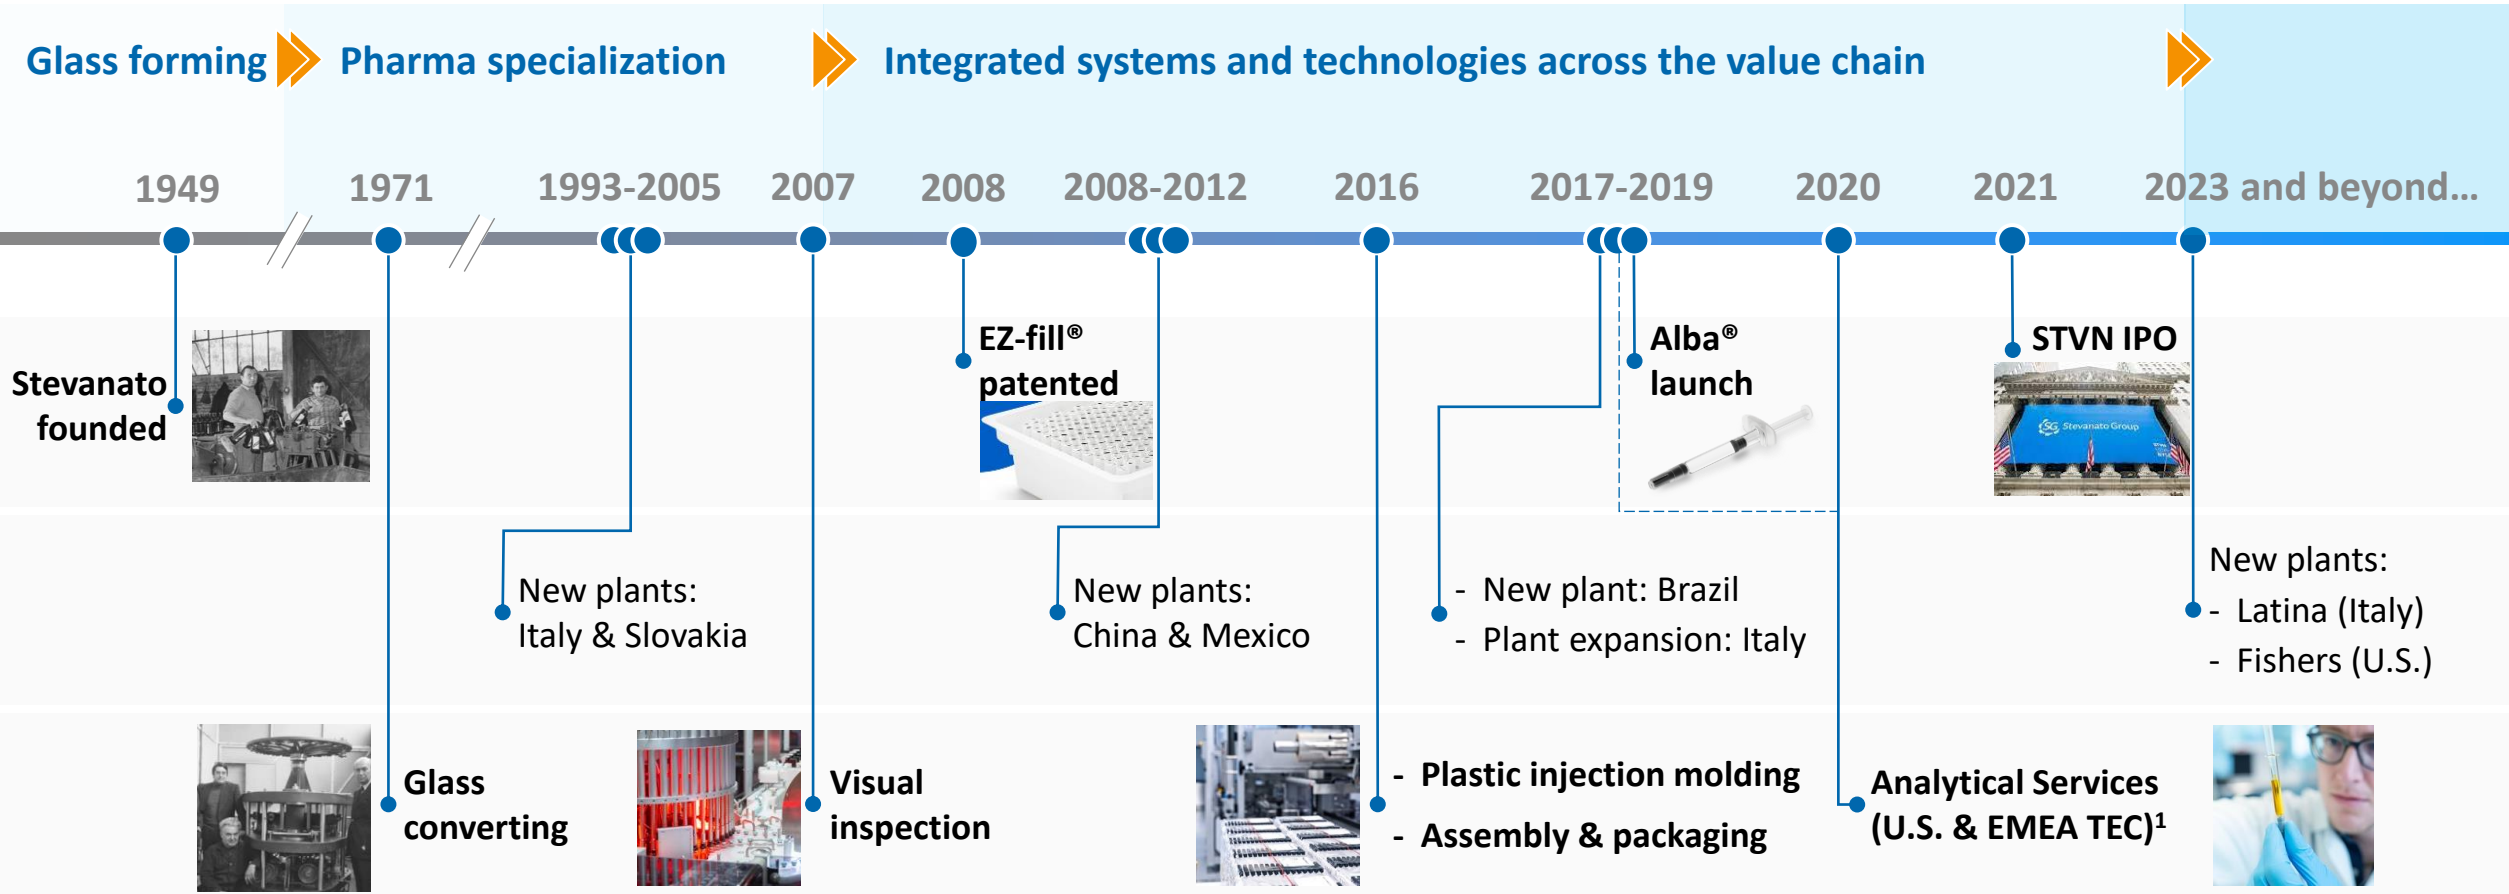 Glass forming
Pharma specialization
Integrated systems and technologies across the value chain
1949
1971
1993-2005
2007
2008
2008-2012
2016
2017-2019
2020
2021
2023 and beyond...
Stevanato
founded
EZ-fill®
patented
Alba®
launch
STVN IPO
SG Stevanato Group
New plants:
Italy & Slovakia
New plants:
China & Mexico
- New plant: Brazil
- Plant expansion: Italy
New plants:
- Latina (Italy)
- Fishers (U.S.)
Glass
converting
Visual
inspection
- Plastic injection molding
- Assembly & packaging
Analytical Services
(U.S. & EMEA TEC)¹